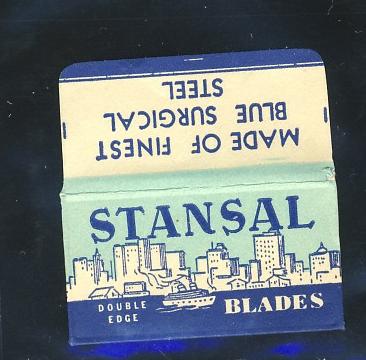 MADE OF FINEST
BLUE SURGICAL
STEEL
STANSAL
DOUBLE
EDGE
BLADES